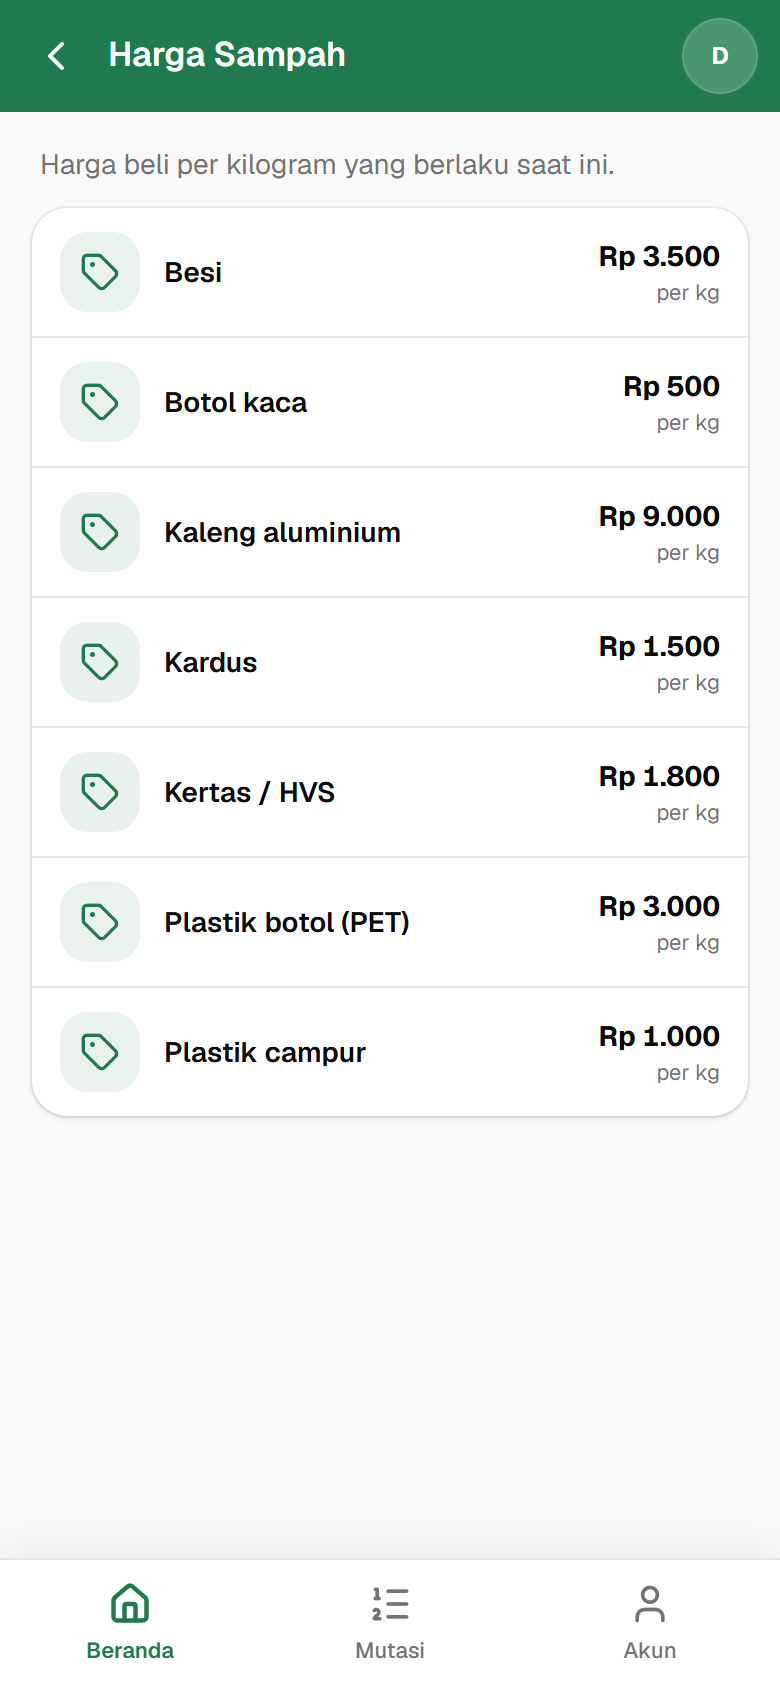 Harga Sampah
D
Harga beli per kilogram yang berlaku saat ini.
Besi
Rp 3.500
per kg
Botol kaca
Rp 500
per kg
Kaleng aluminium
Rp 9.000
per kg
Kardus
Rp 1.500
per kg
Kertas / HVS
Rp 1.800
per kg
Plastik botol (PET)
Rp 3.000
per kg
Plastik campur
Rp 1.000
per kg
Beranda
Mutasi
Akun